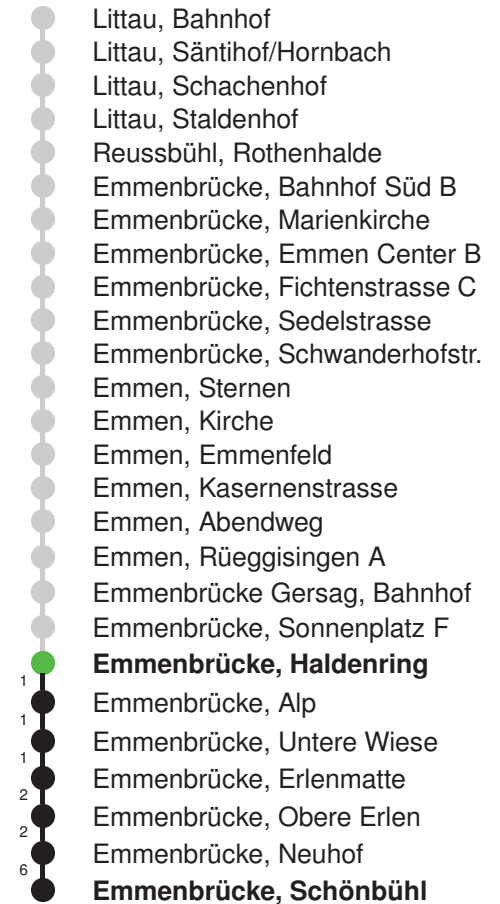 Littau, Bahnhof
Littau, Säntihof/Hornbach
Littau, Schachenhof
Littau, Staldenhof
Reussbühl, Rothenhalde
Emmenbrücke, Bahnhof Süd B
Emmenbrücke, Marienkirche
Emmenbrücke, Emmen Center B
Emmenbrücke, Fichtenstrasse C
Emmenbrücke, Sedelstrasse
Emmenbrücke, Schwanderhofstr.
Emmen, Sternen
Emmen, Kirche
Emmen, Emmenfeld
Emmen, Kasernenstrasse
Emmen, Abendweg
Emmen, Rüeggisingen A
Emmenbrücke Gersag, Bahnhof
Emmenbrücke, Sonnenplatz F
Emmenbrücke, Haldenring
1
Emmenbrücke, Alp
1
Emmenbrücke, Untere Wiese
1
Emmenbrücke, Erlenmatte
2
Emmenbrücke, Obere Erlen
2
Emmenbrücke, Neuhof
6
Emmenbrücke, Schönbühl